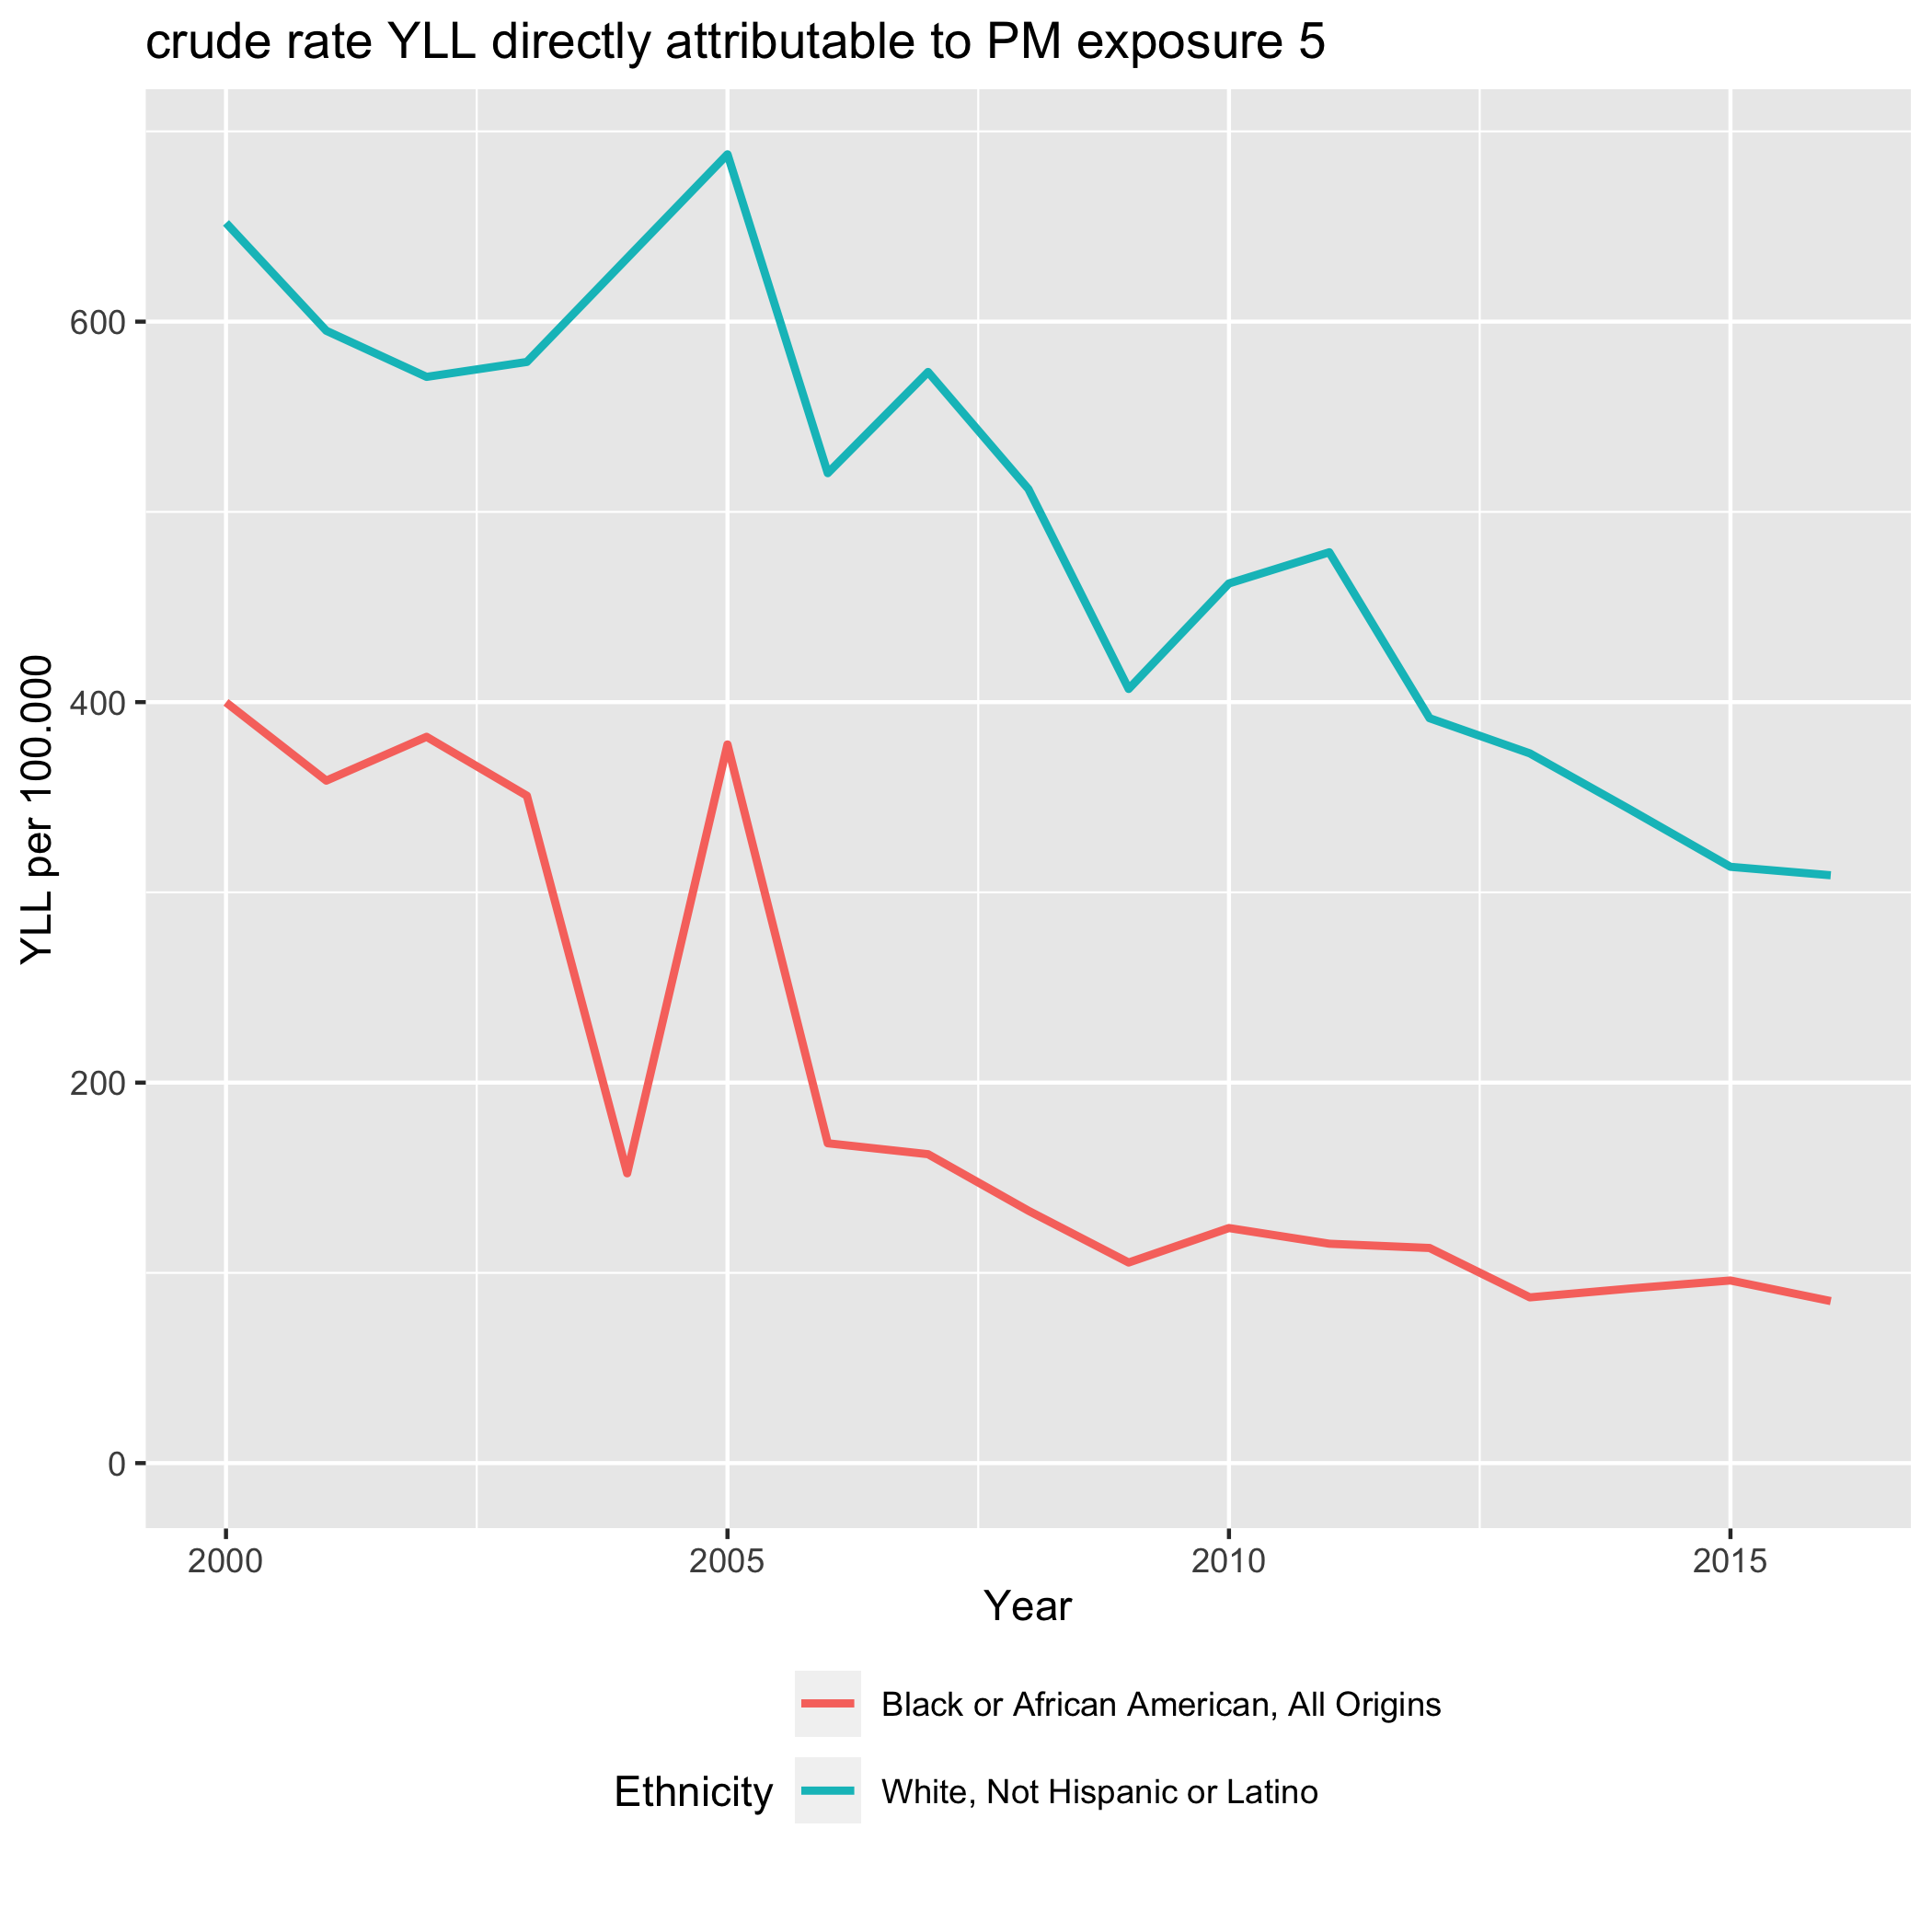 crude rate YLL directly attributable to PM exposure 5
YLL per 100.000
600
400
200
0
2000 2005 2010 2015
Year
Ethnicity
Black or African American, All Origins
White, Not Hispanic or Latino